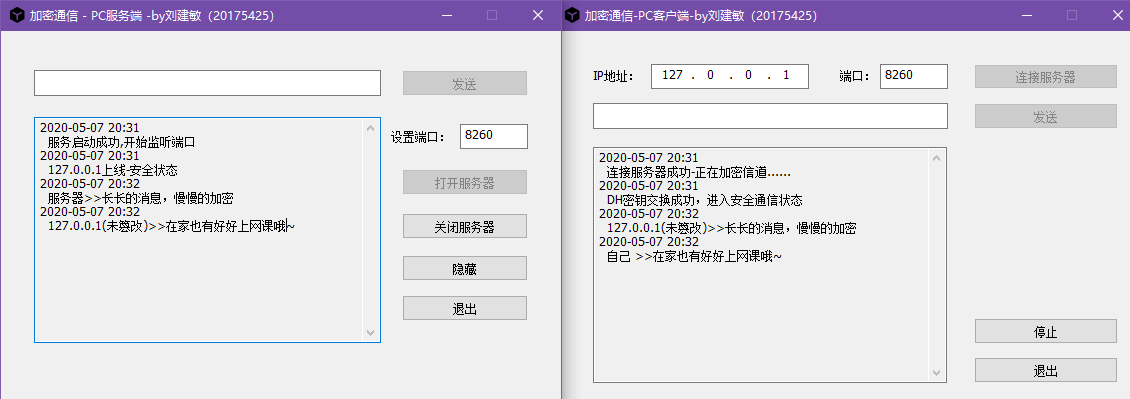 加密通信 - PC服务端 -by刘建敏（20175425）
发送
2020-05-07 20:31
服务启动成功,开始监听端口
2020-05-07 20:31
127.0.0.1上线-安全状态
2020-05-07 20:32
服务器>>长长的消息，慢慢的加密
2020-05-07 20:32
127.0.0.1(未篡改)>>在家也有好好上网课哦~
设置端口： 8260
打开服务器
关闭服务器
隐藏
退出
加密通信-PC客户端-by刘建敏（20175425）
IP地址： 127 . 0 . 0 . 1 端口： 8260 连接服务器
发送
2020-05-07 20:31
连接服务器成功-正在加密信道......
2020-05-07 20:31
DH密钥交换成功，进入安全通信状态
2020-05-07 20:32
127.0.0.1(未篡改)>>长长的消息，慢慢的加密
2020-05-07 20:32
自己 >>在家也有好好上网课哦~
停止
退出